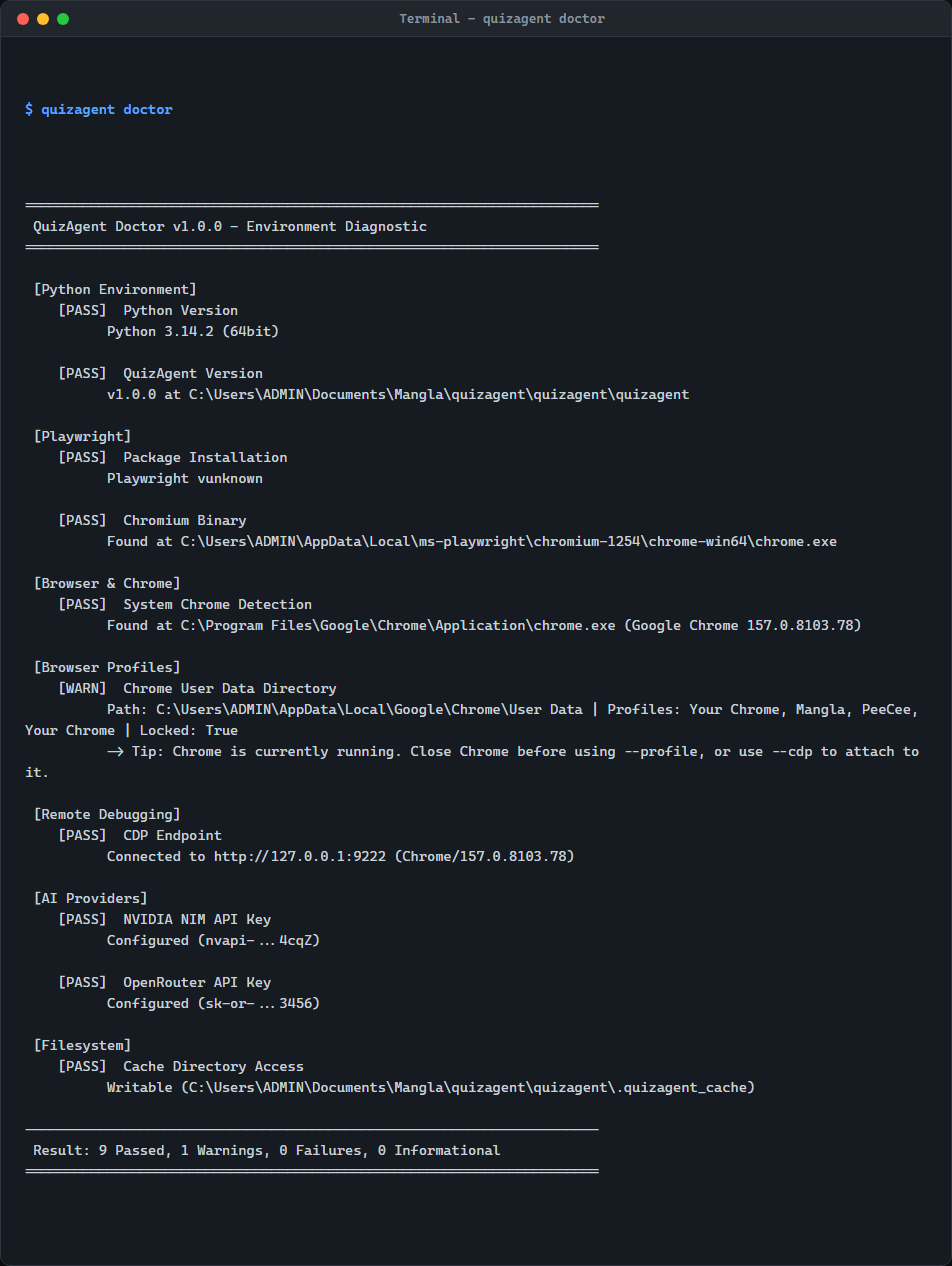 Terminal - quizagent doctor
$ quizagent doctor
QuizAgent Doctor v1.0.0 - Environment Diagnostic
[Python Environment]
[PASS]  Python Version
Python 3.14.2 (64bit)
[PASS]  QuizAgent Version
v1.0.0 at C:\Users\ADMIN\Documents\Mangla\quizagent\quizagent\quizagent
[Playwright]
[PASS]  Package Installation
Playwright vunknown
[PASS]  Chromium Binary
Found at C:\Users\ADMIN\AppData\Local\ms-playwright\chromium-1254\chrome-win64\chrome.exe
[Browser & Chrome]
[PASS]  System Chrome Detection
Found at C:\Program Files\Google\Chrome\Application\chrome.exe (Google Chrome 157.0.8103.78)
[Browser Profiles]
[WARN]  Chrome User Data Directory
Path: C:\Users\ADMIN\AppData\Local\Google\Chrome\User Data | Profiles: Your Chrome, Mangla, PeeCee,
Your Chrome | Locked: True
-> Tip: Chrome is currently running. Close Chrome before using --profile, or use --cdp to attach to
it.
[Remote Debugging]
[PASS]  CDP Endpoint
Connected to http://127.0.0.1:9222 (Chrome/157.0.8103.78)
[AI Providers]
[PASS]  NVIDIA NIM API Key
Configured (nvapi-...4cqZ)
[PASS]  OpenRouter API Key
Configured (sk-or-...3456)
[Filesystem]
[PASS]  Cache Directory Access
Writable (C:\Users\ADMIN\Documents\Mangla\quizagent\quizagent\.quizagent_cache)
Result: 9 Passed, 1 Warnings, 0 Failures, 0 Informational